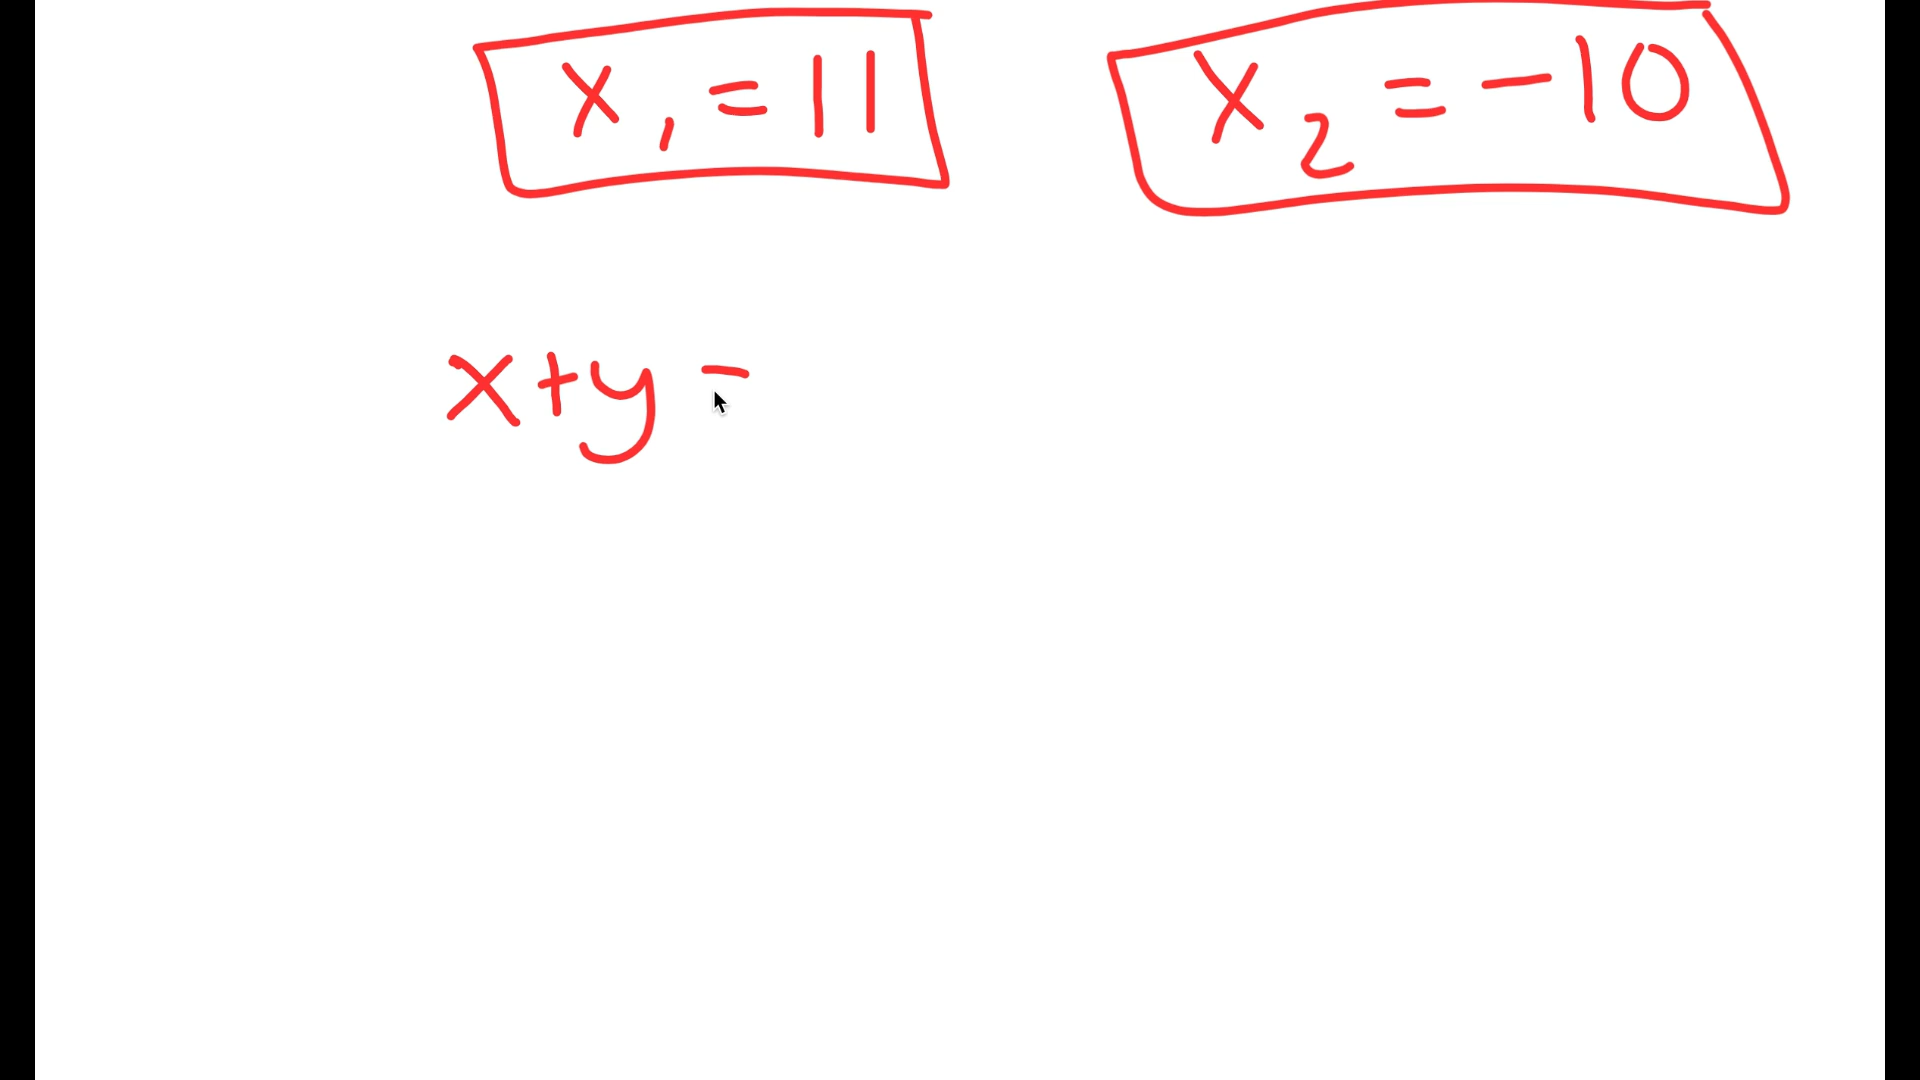 x₁ = 11 x₂ = -10
x+y -